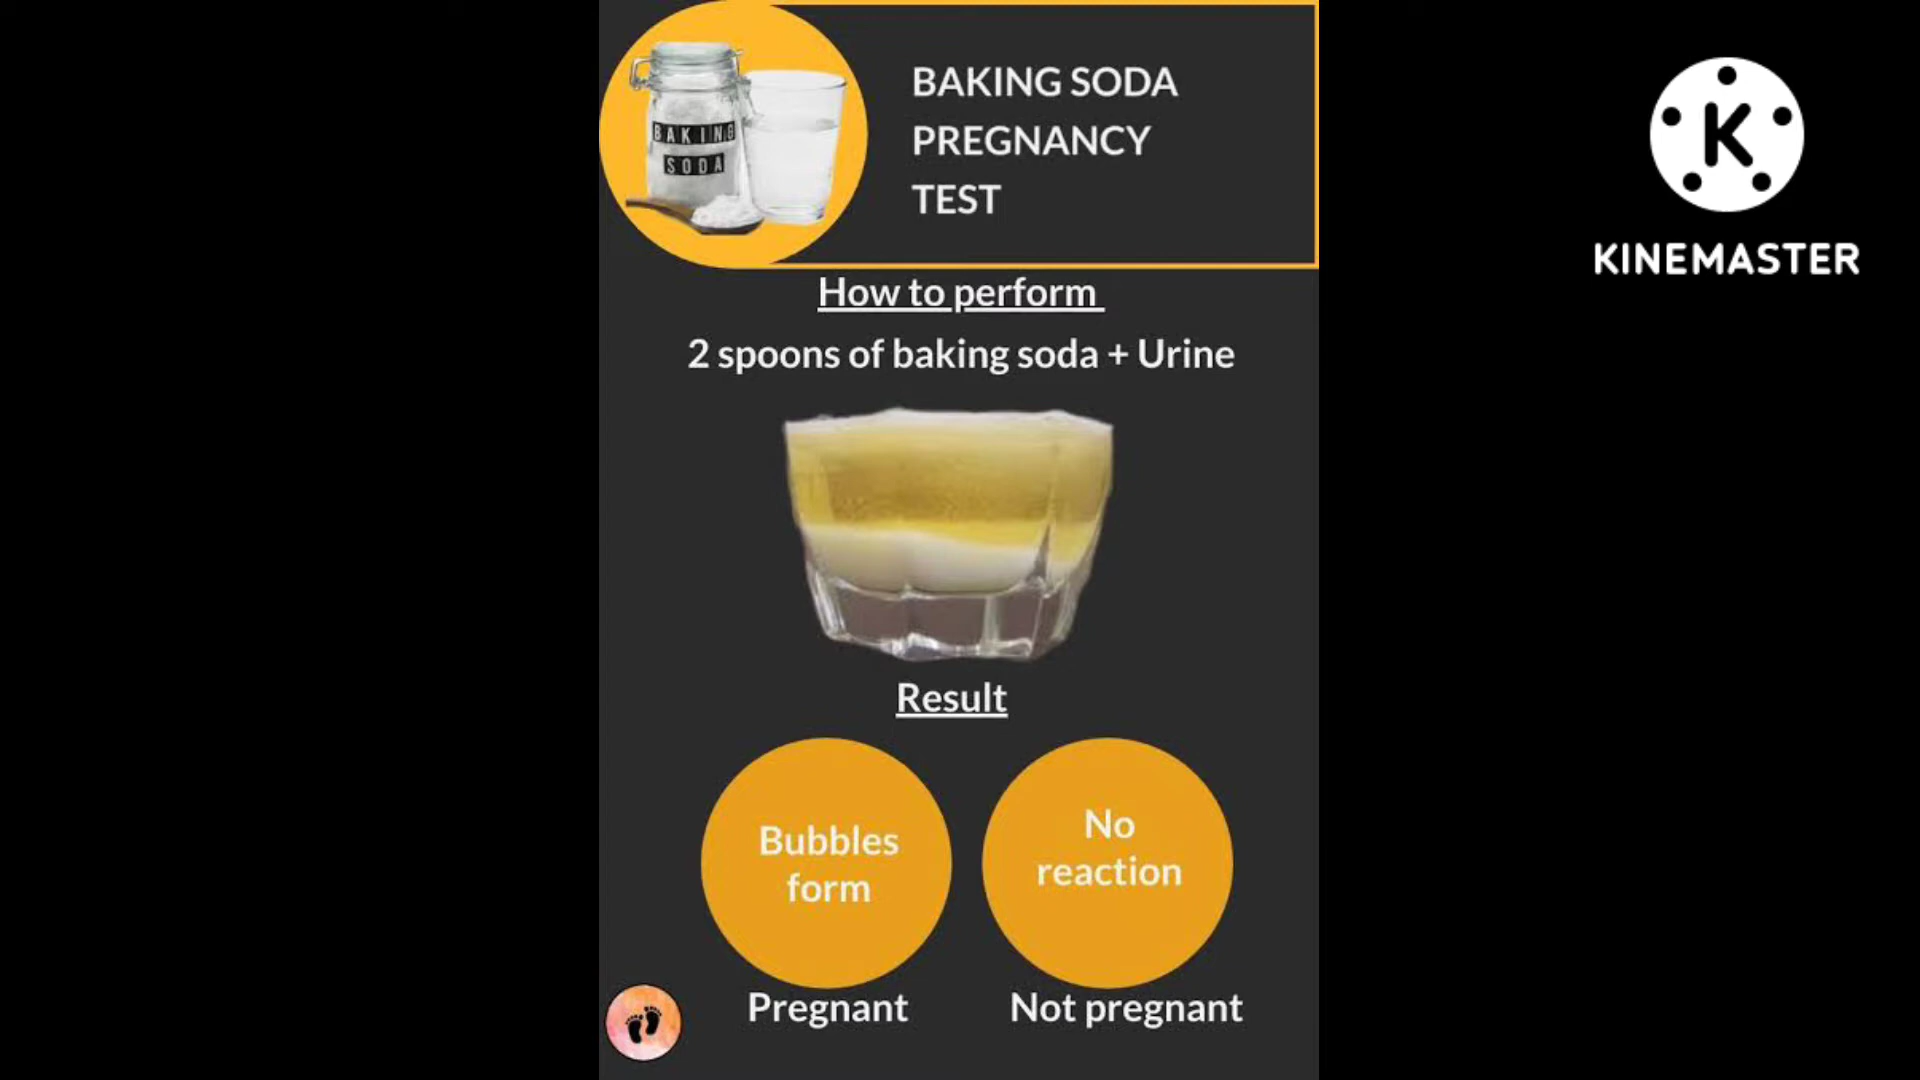 BAKING SODA
PREGNANCY
TEST
BAKING
SODA
How to perform
2 spoons of baking soda + Urine
Result
Bubbles
form
No
reaction
Pregnant
Not pregnant
K
KINEMASTER